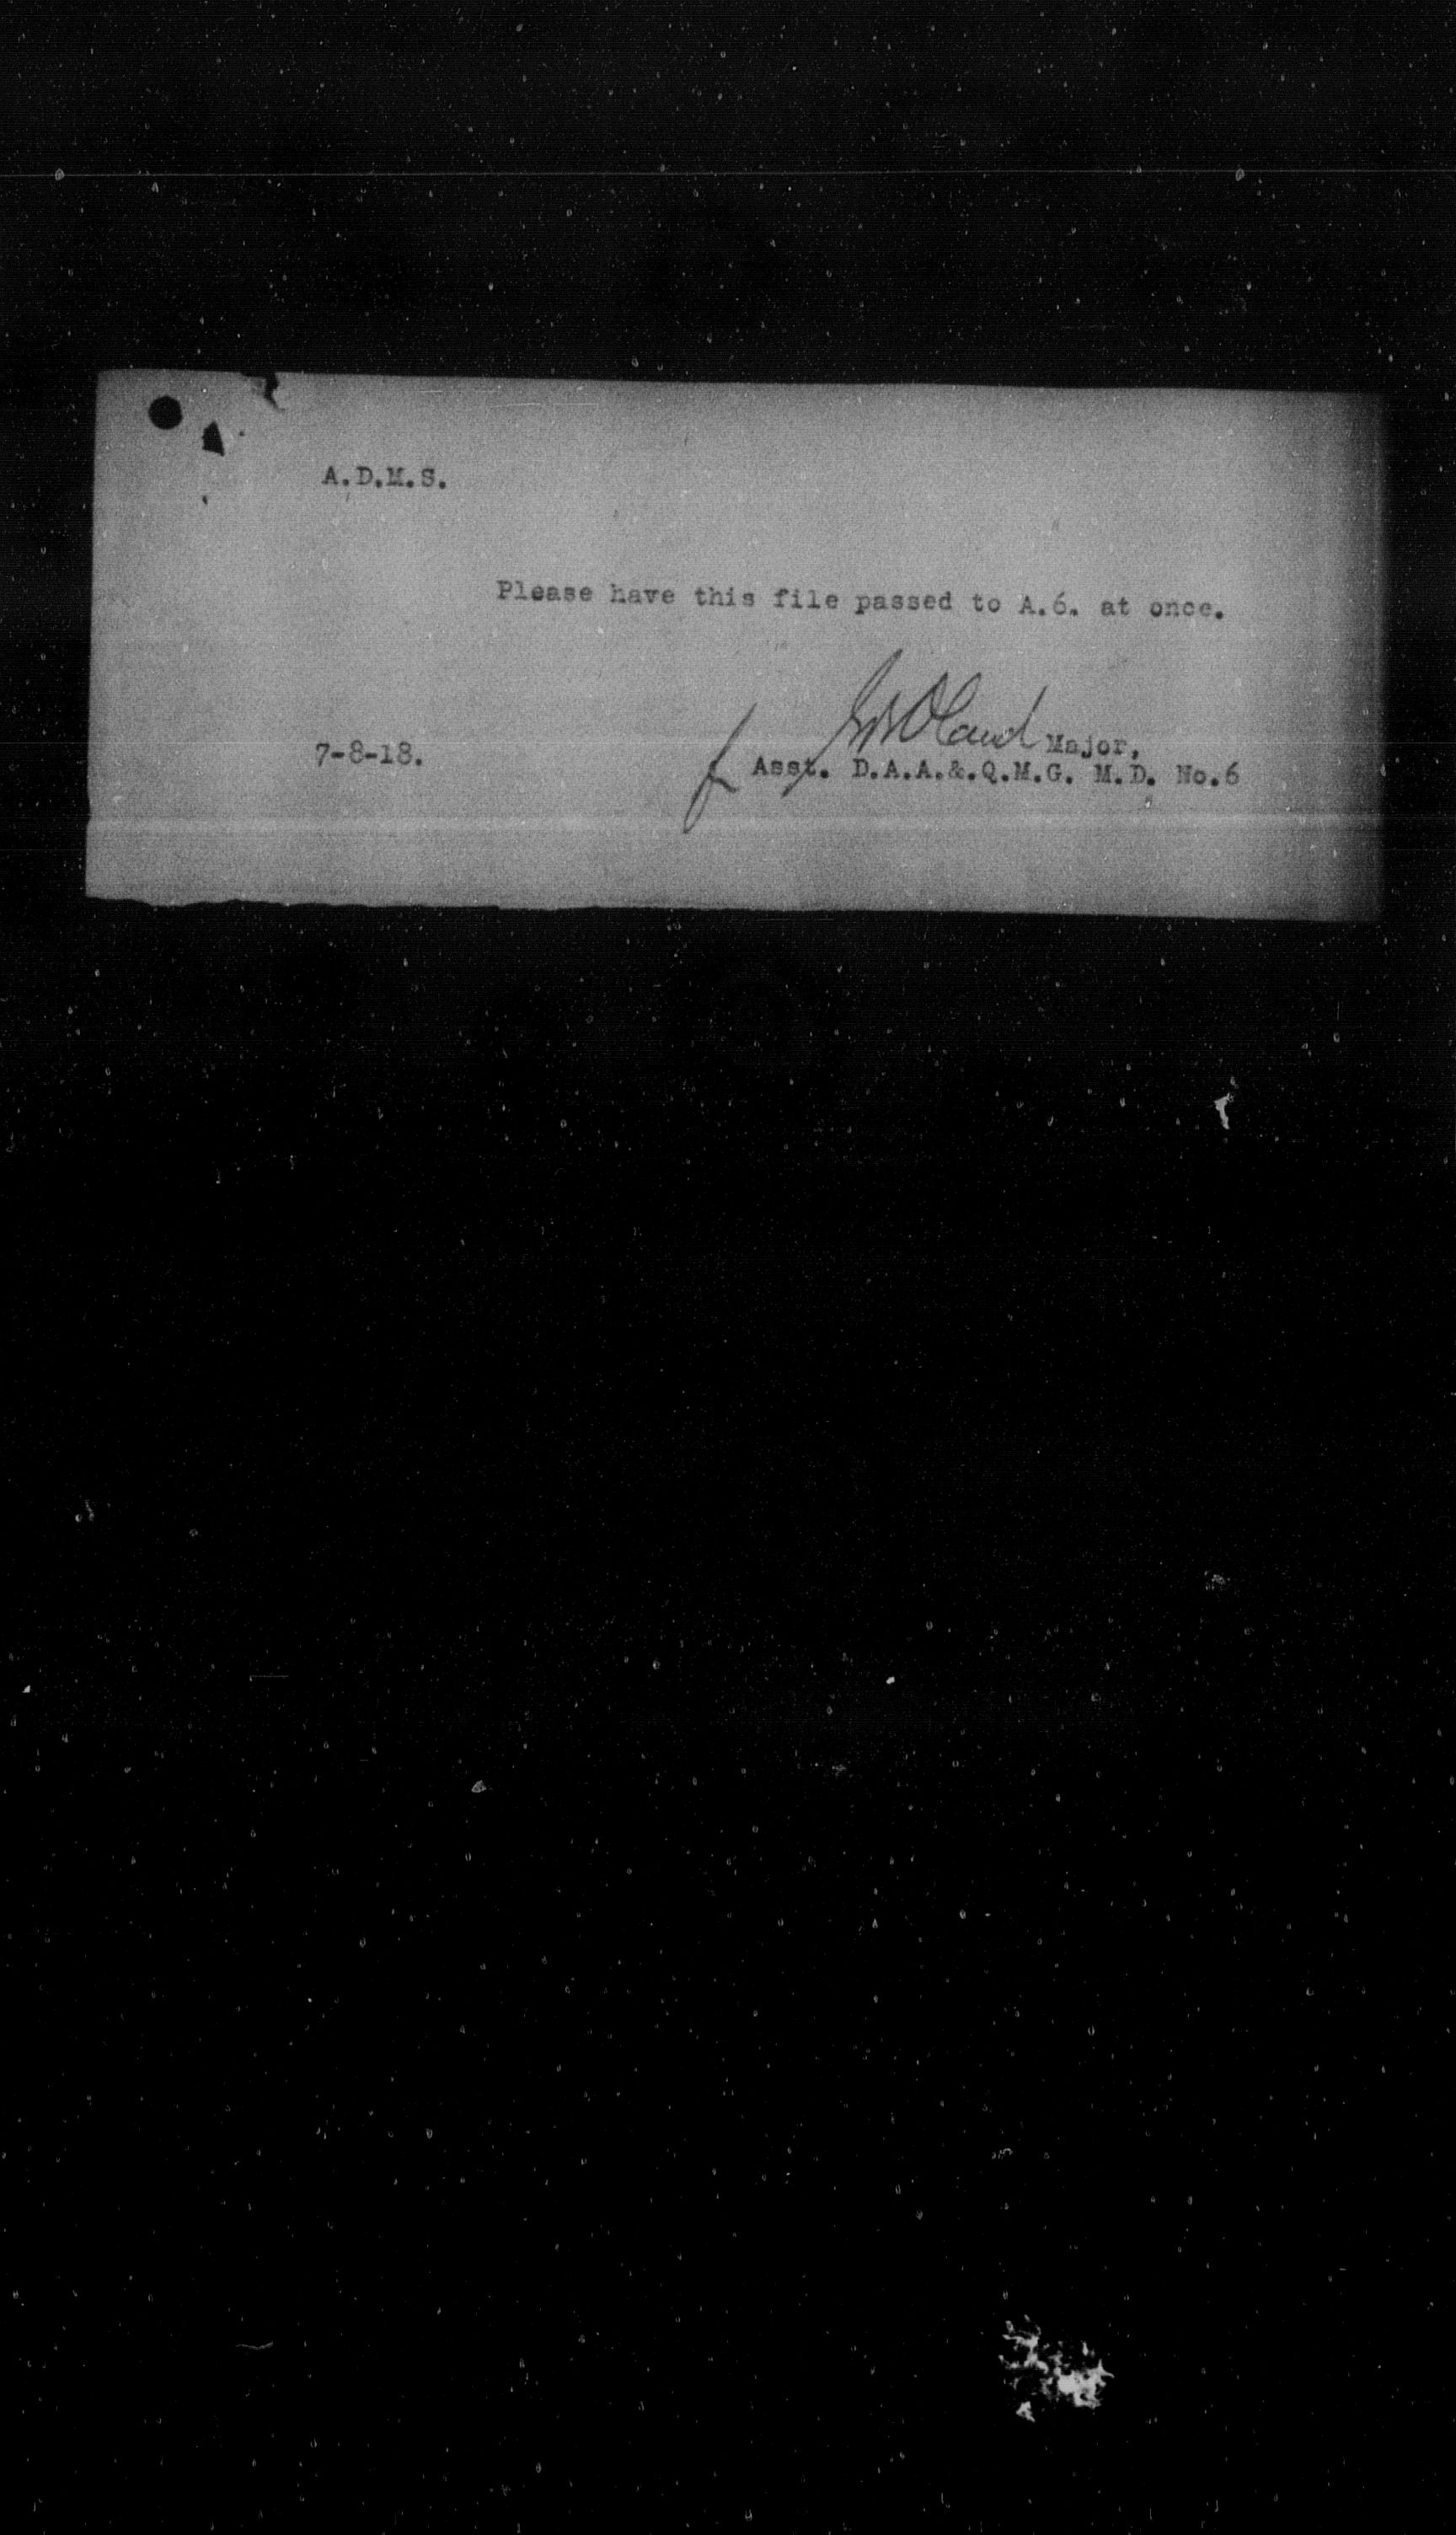 A.D.M.S.
Please have this file passed to A.6. at once.
7-8-18.
Major,
f Asst. D.A.A.&.Q.M.G. M.D. No.6